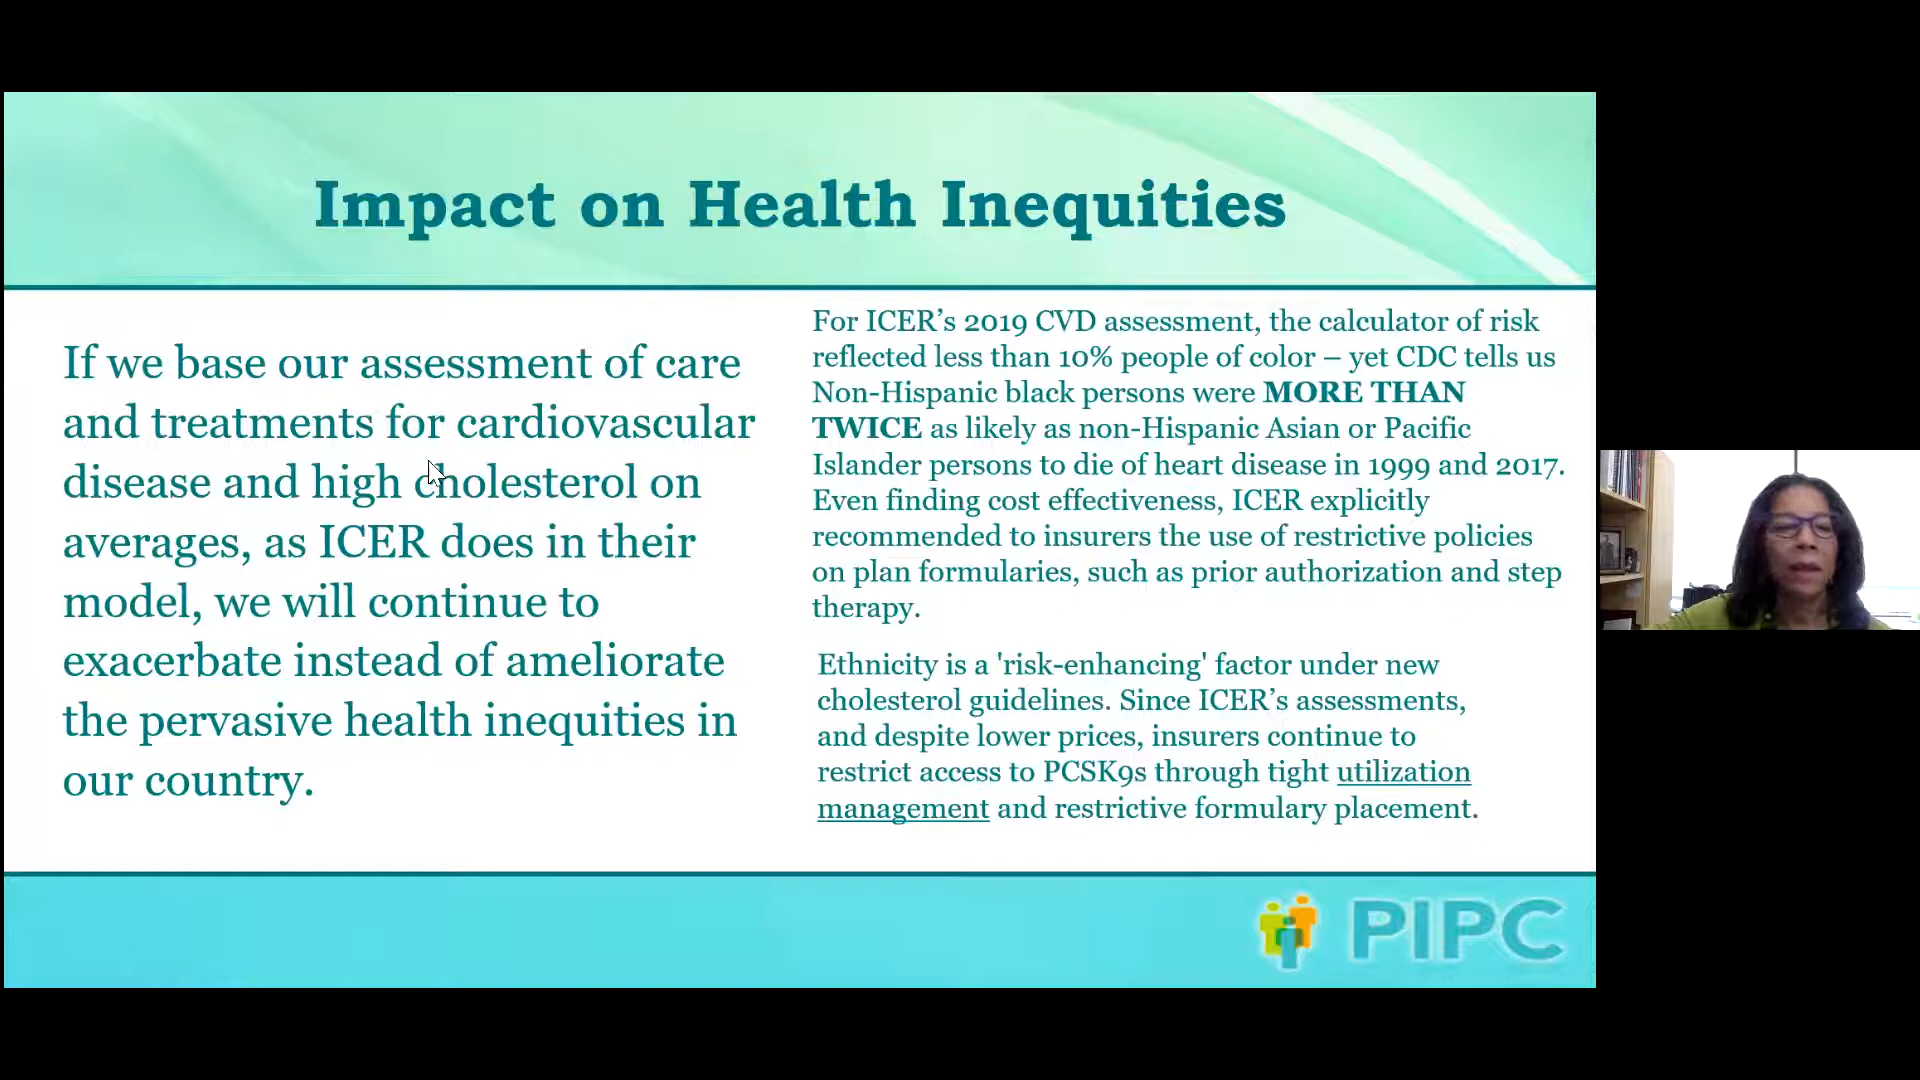 Impact on Health Inequities
If we base our assessment of care
and treatments for cardiovascular
disease and high cholesterol on
averages, as ICER does in their
model, we will continue to
exacerbate instead of ameliorate
the pervasive health inequities in
our country.
For ICER’s 2019 CVD assessment, the calculator of risk
reflected less than 10% people of color – yet CDC tells us
Non-Hispanic black persons were MORE THAN
TWICE as likely as non-Hispanic Asian or Pacific
Islander persons to die of heart disease in 1999 and 2017.
Even finding cost effectiveness, ICER explicitly
recommended to insurers the use of restrictive policies
on plan formularies, such as prior authorization and step
therapy.
Ethnicity is a 'risk-enhancing' factor under new
cholesterol guidelines. Since ICER’s assessments,
and despite lower prices, insurers continue to
restrict access to PCSK9s through tight utilization
management and restrictive formulary placement.
PIPC